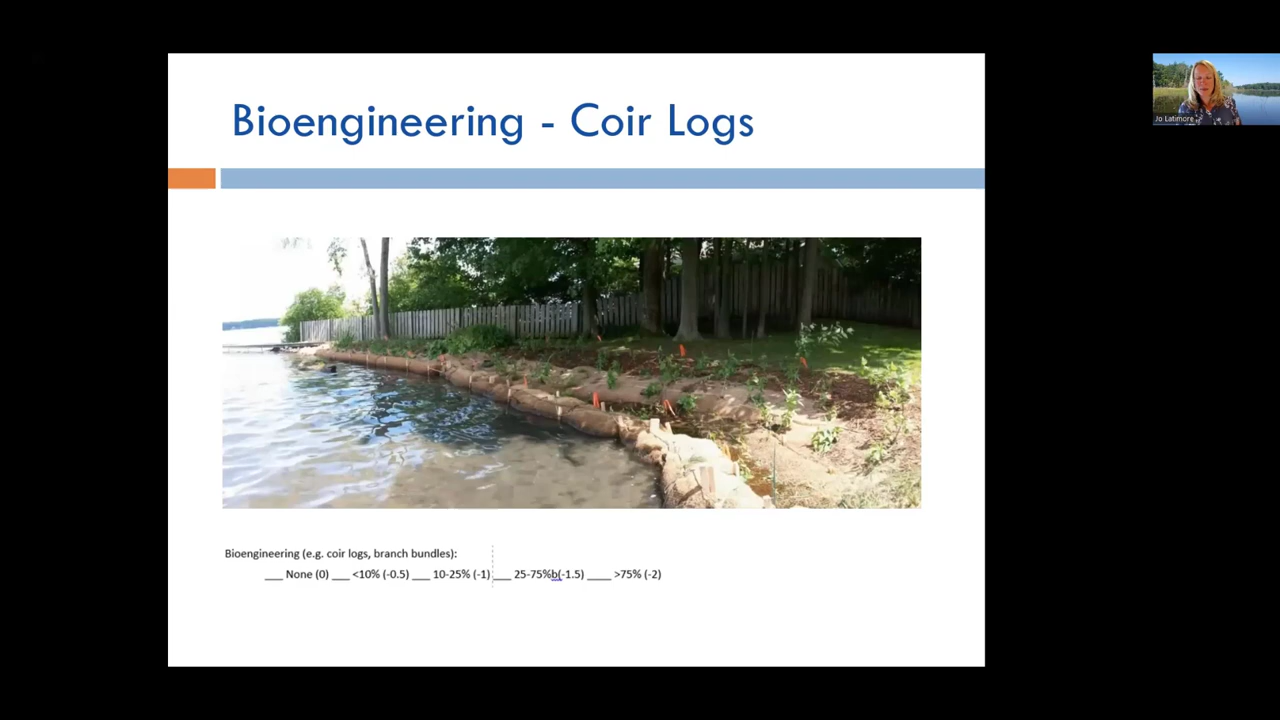 Bioengineering - Coir Logs
Jo Latimore
Bioengineering (e.g. coir logs, branch bundles):
___ None (0) ___ <10% (-0.5) ___ 10-25% (-1) ___ 25-75%b(-1.5) ____ >75% (-2)